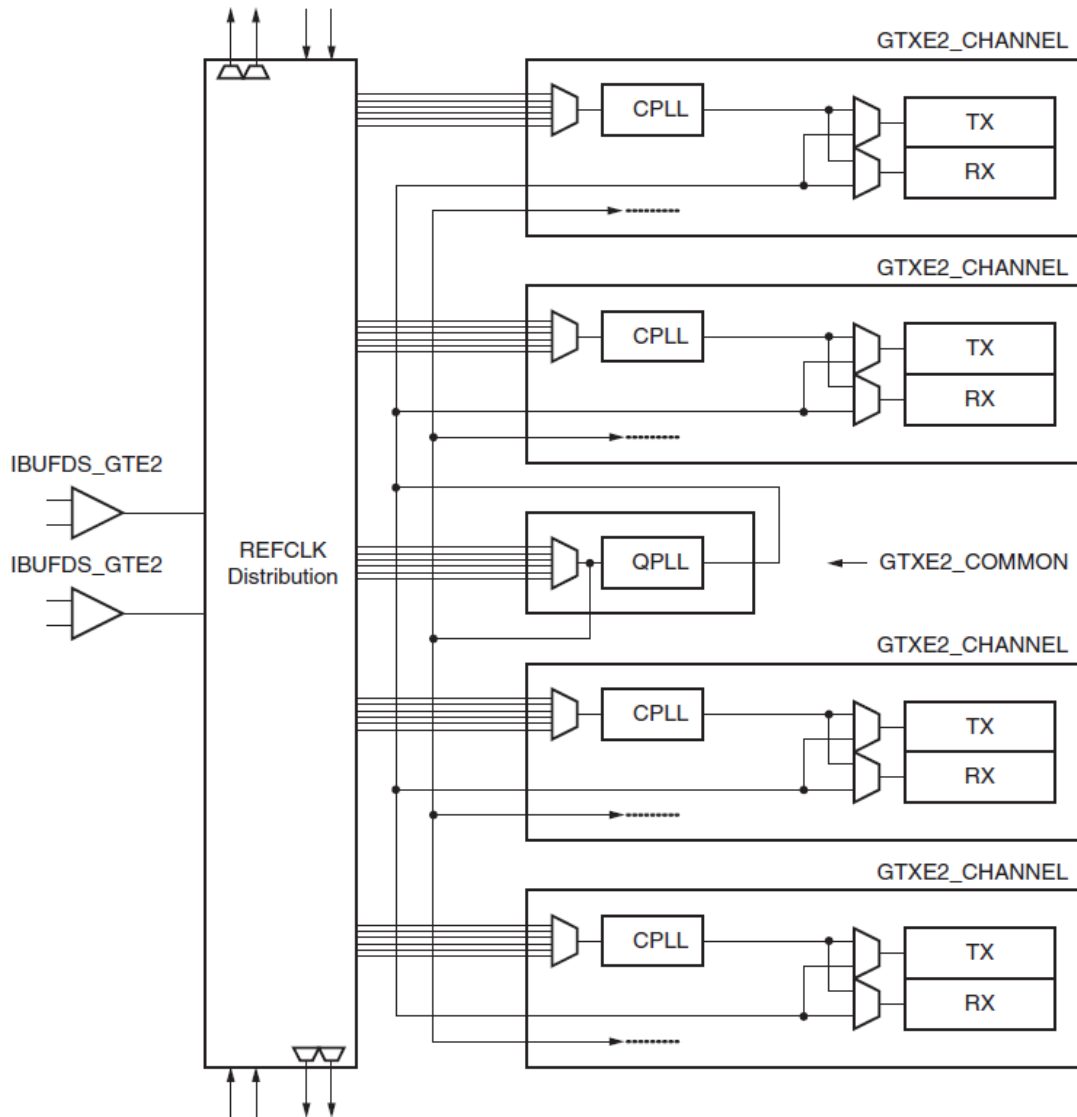 GTXE2_CHANNEL
CPLL
TX
RX
GTXE2_CHANNEL
CPLL
TX
RX
IBUFDS_GTE2
IBUFDS_GTE2
REFCLK
Distribution
QPLL
GTXE2_COMMON
GTXE2_CHANNEL
CPLL
TX
RX
GTXE2_CHANNEL
CPLL
TX
RX